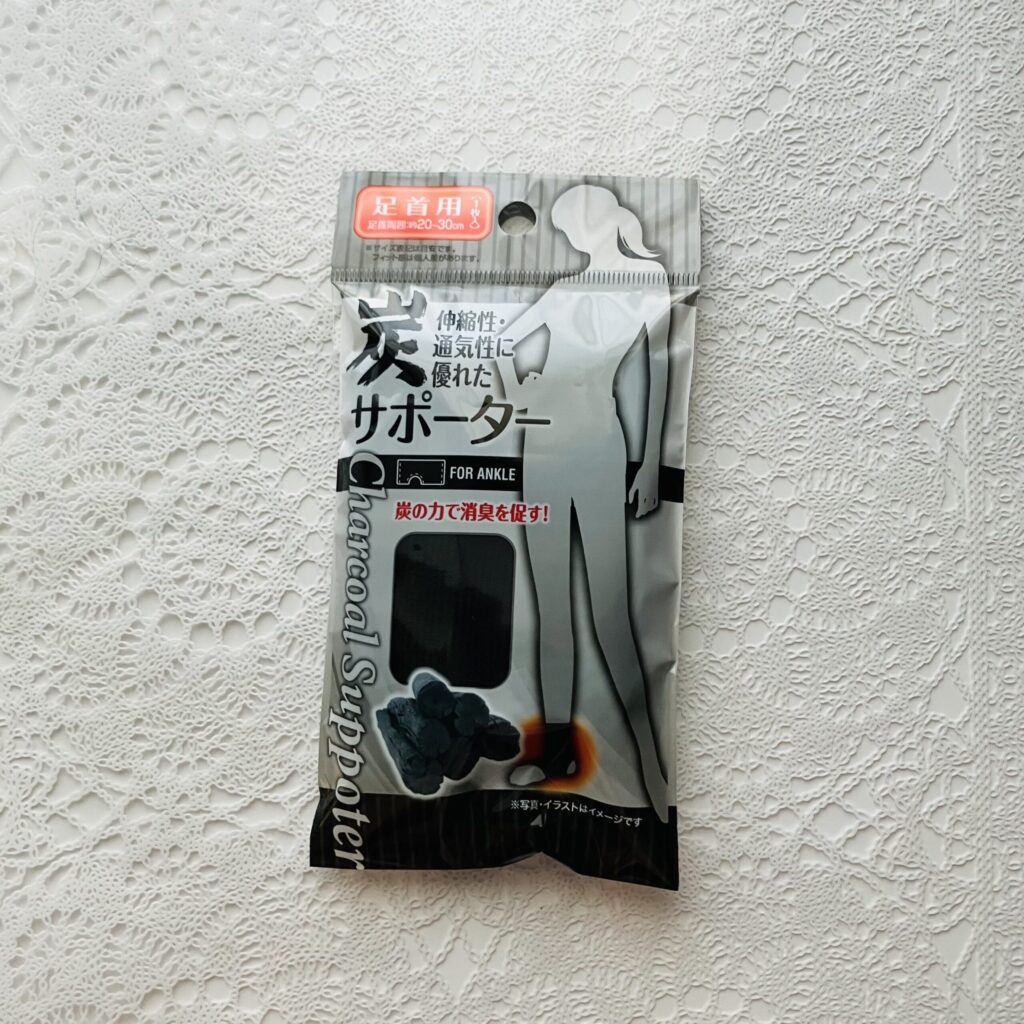 足首用
〈1枚入〉
足首周囲:約20~30cm
※サイズ表記は目安です。
フィット感は個人差があります。
炭
伸縮性・
通気性に
優れた
サポーター
FOR ANKLE
炭の力で消臭を促す!
Charcoal Suppoter
※写真・イラストはイメージです